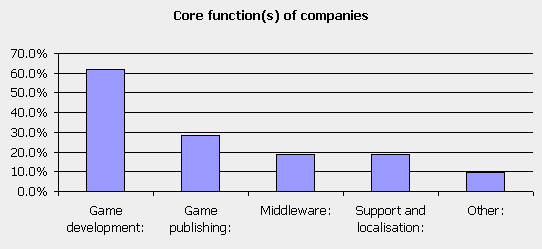 Core function(s) of companies
70.0%
60.0%
50.0%
40.0%
30.0%
20.0%
10.0%
0.0%
Game
development:
Game
publishing:
Middleware:
Support and
localisation:
Other: